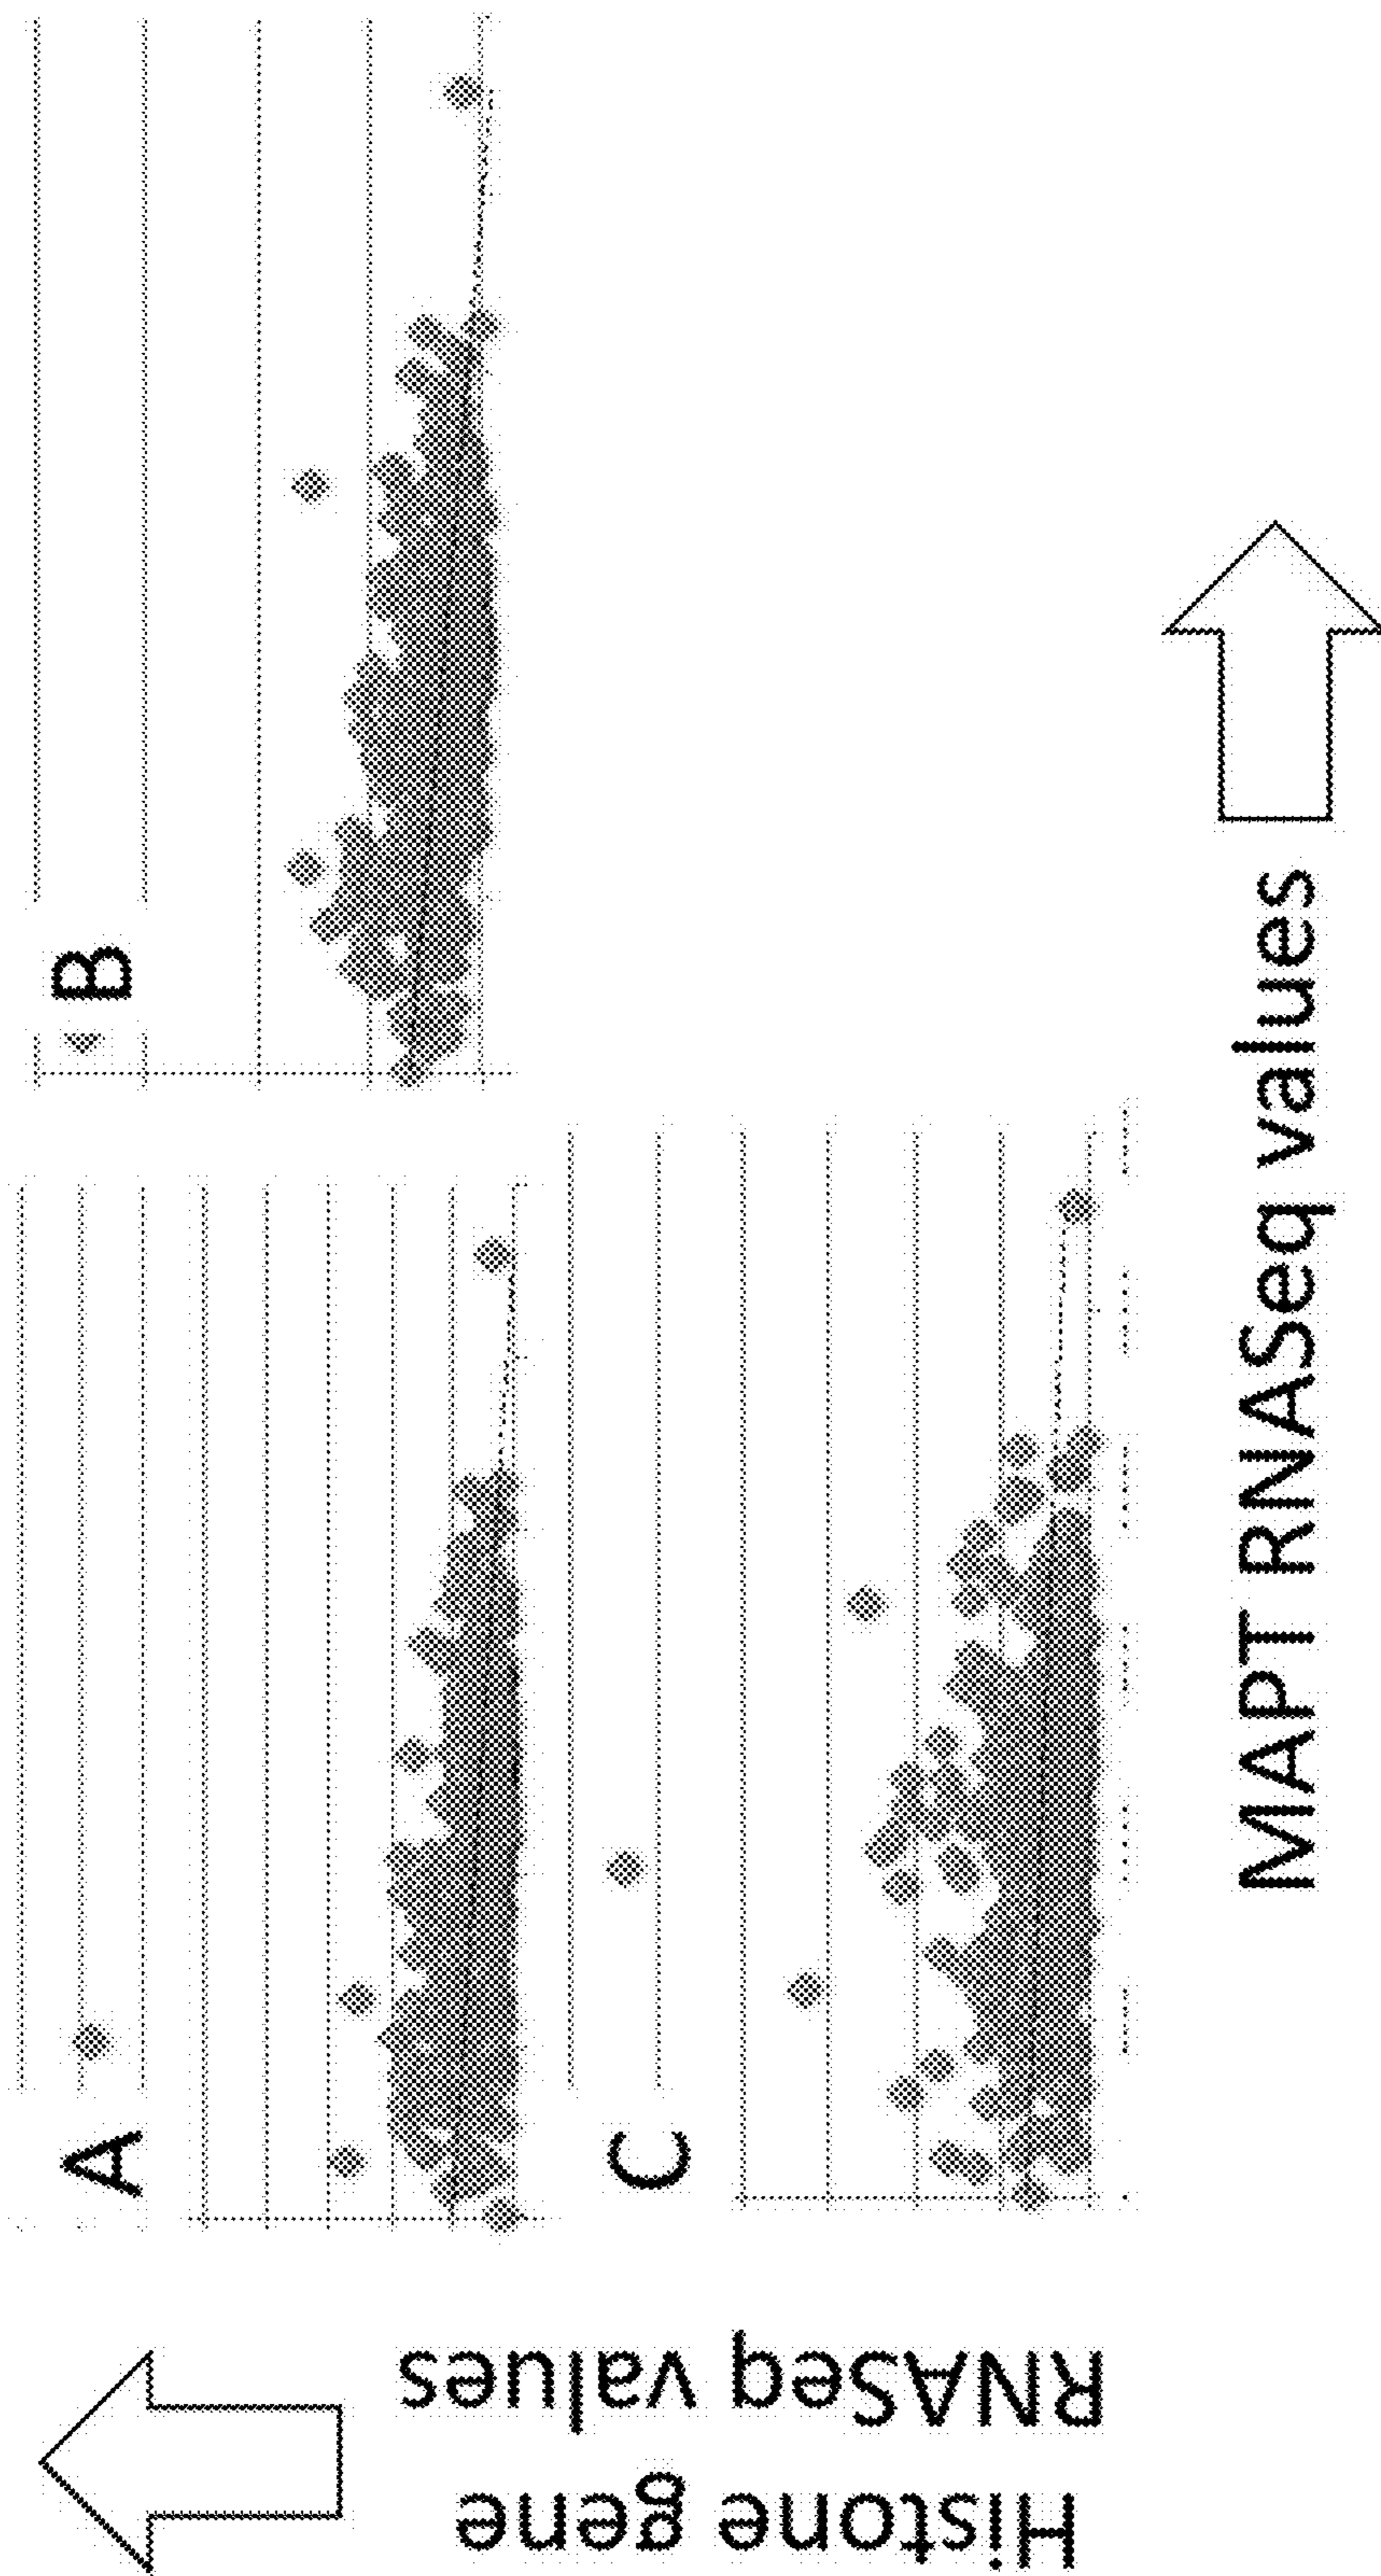 A
B
C
Histone gene
RNASeq values
MAPT RNASeq values